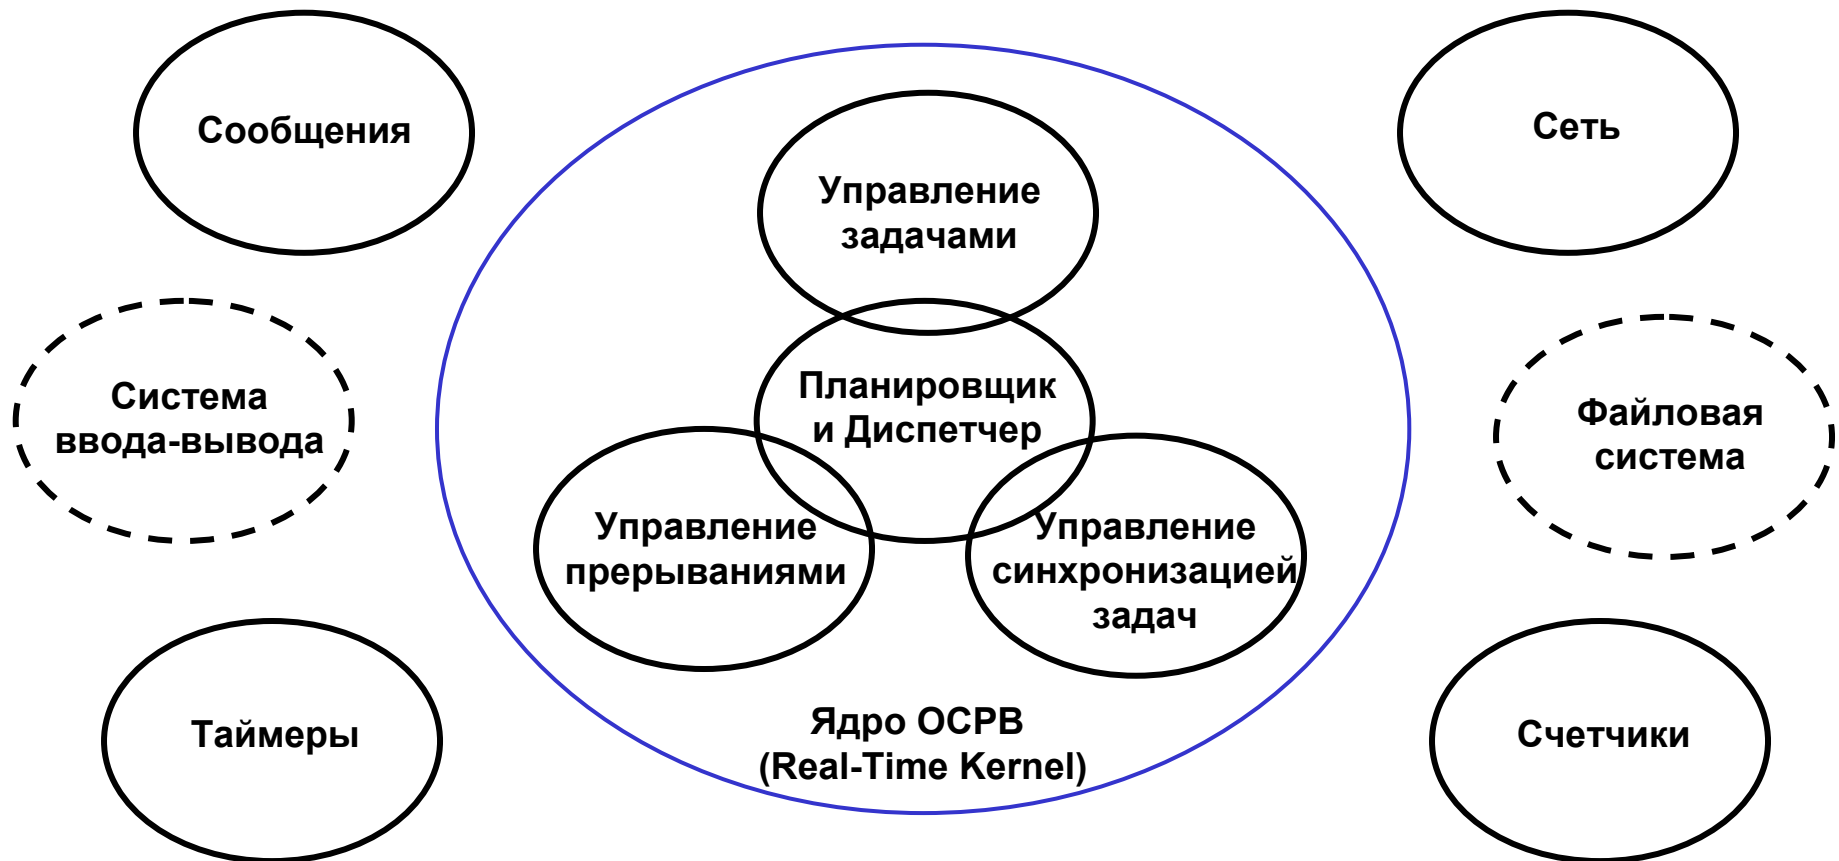 Сообщения
Сеть
Управление
задачами
Система
ввода-вывода
Планировщик
и Диспетчер
Файловая
система
Управление
прерываниями
Управление
синхронизацией
задач
Таймеры
Ядро ОСРВ
(Real-Time Kernel)
Счетчики